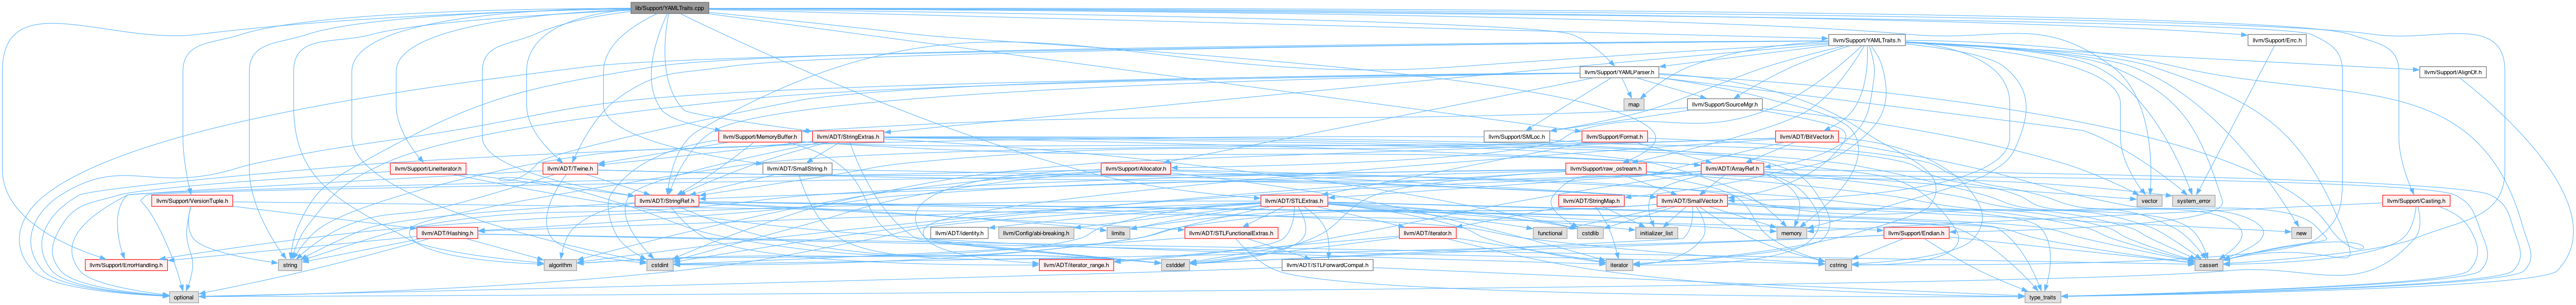 lib/Support/YAMLTraits.cpp
llvm/Support/YAMLTraits.h
llvm/Support/Errc.h
llvm/Support/YAMLParser.h
llvm/Support/AlignOf.h
map
llvm/Support/SourceMgr.h
llvm/Support/MemoryBuffer.h
llvm/ADT/StringExtras.h
llvm/Support/SMLoc.h
llvm/Support/Format.h
llvm/ADT/BitVector.h
llvm/Support/LineIterator.h
llvm/ADT/Twine.h
llvm/ADT/SmallString.h
llvm/Support/Allocator.h
llvm/Support/raw_ostream.h
llvm/ADT/ArrayRef.h
llvm/Support/VersionTuple.h
llvm/ADT/StringRef.h
llvm/ADT/STLExtras.h
llvm/ADT/StringMap.h
llvm/ADT/SmallVector.h
vector
system_error
llvm/Support/Casting.h
llvm/ADT/Hashing.h
llvm/ADT/identity.h
llvm/Config/abi-breaking.h
limits
llvm/ADT/STLFunctionalExtras.h
llvm/ADT/iterator.h
functional
cstdlib
initializer_list
memory
llvm/Support/Endian.h
new
llvm/Support/ErrorHandling.h
string
algorithm
cstdint
llvm/ADT/iterator_range.h
cstddef
llvm/ADT/STLForwardCompat.h
iterator
cstring
cassert
optional
type_traits